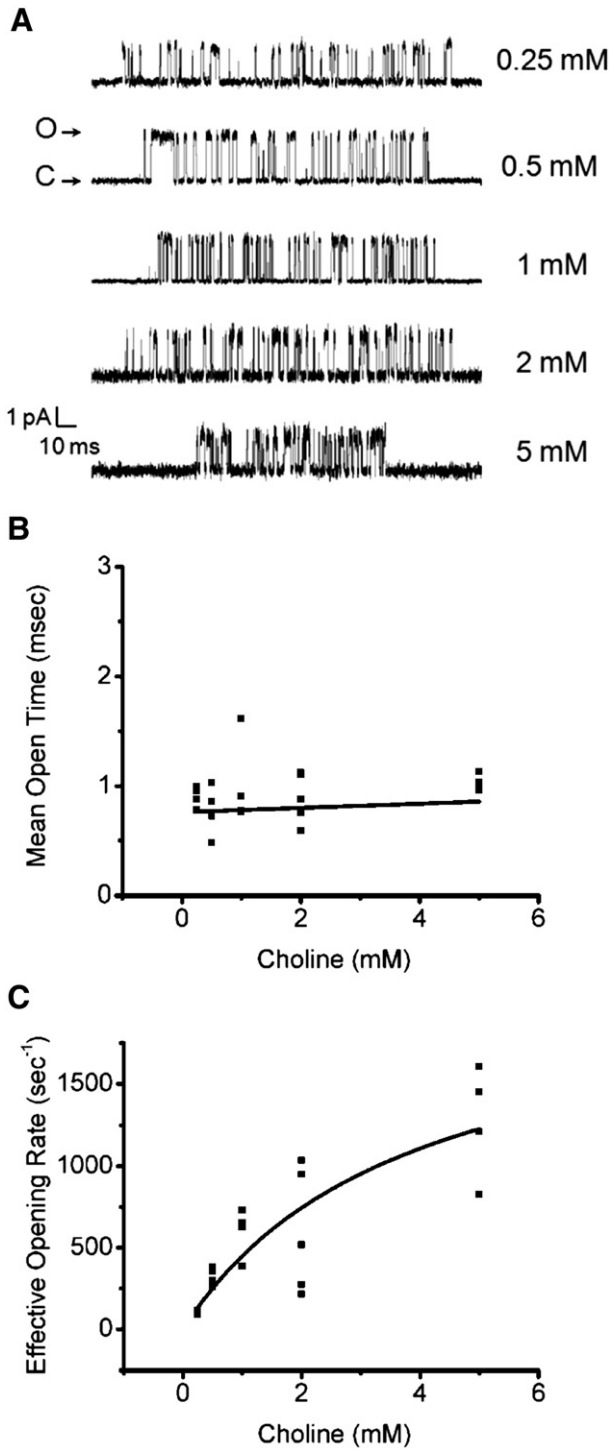 A
0.25 mM
O→
C→
0.5 mM
1 mM
2 mM
1 pA
10 ms
5 mM
B
Mean Open Time (msec)
3
2
1
0
0 2 4 6
Choline (mM)
C
Effective Opening Rate (sec⁻¹)
1500
1000
500
0
0 2 4 6
Choline (mM)